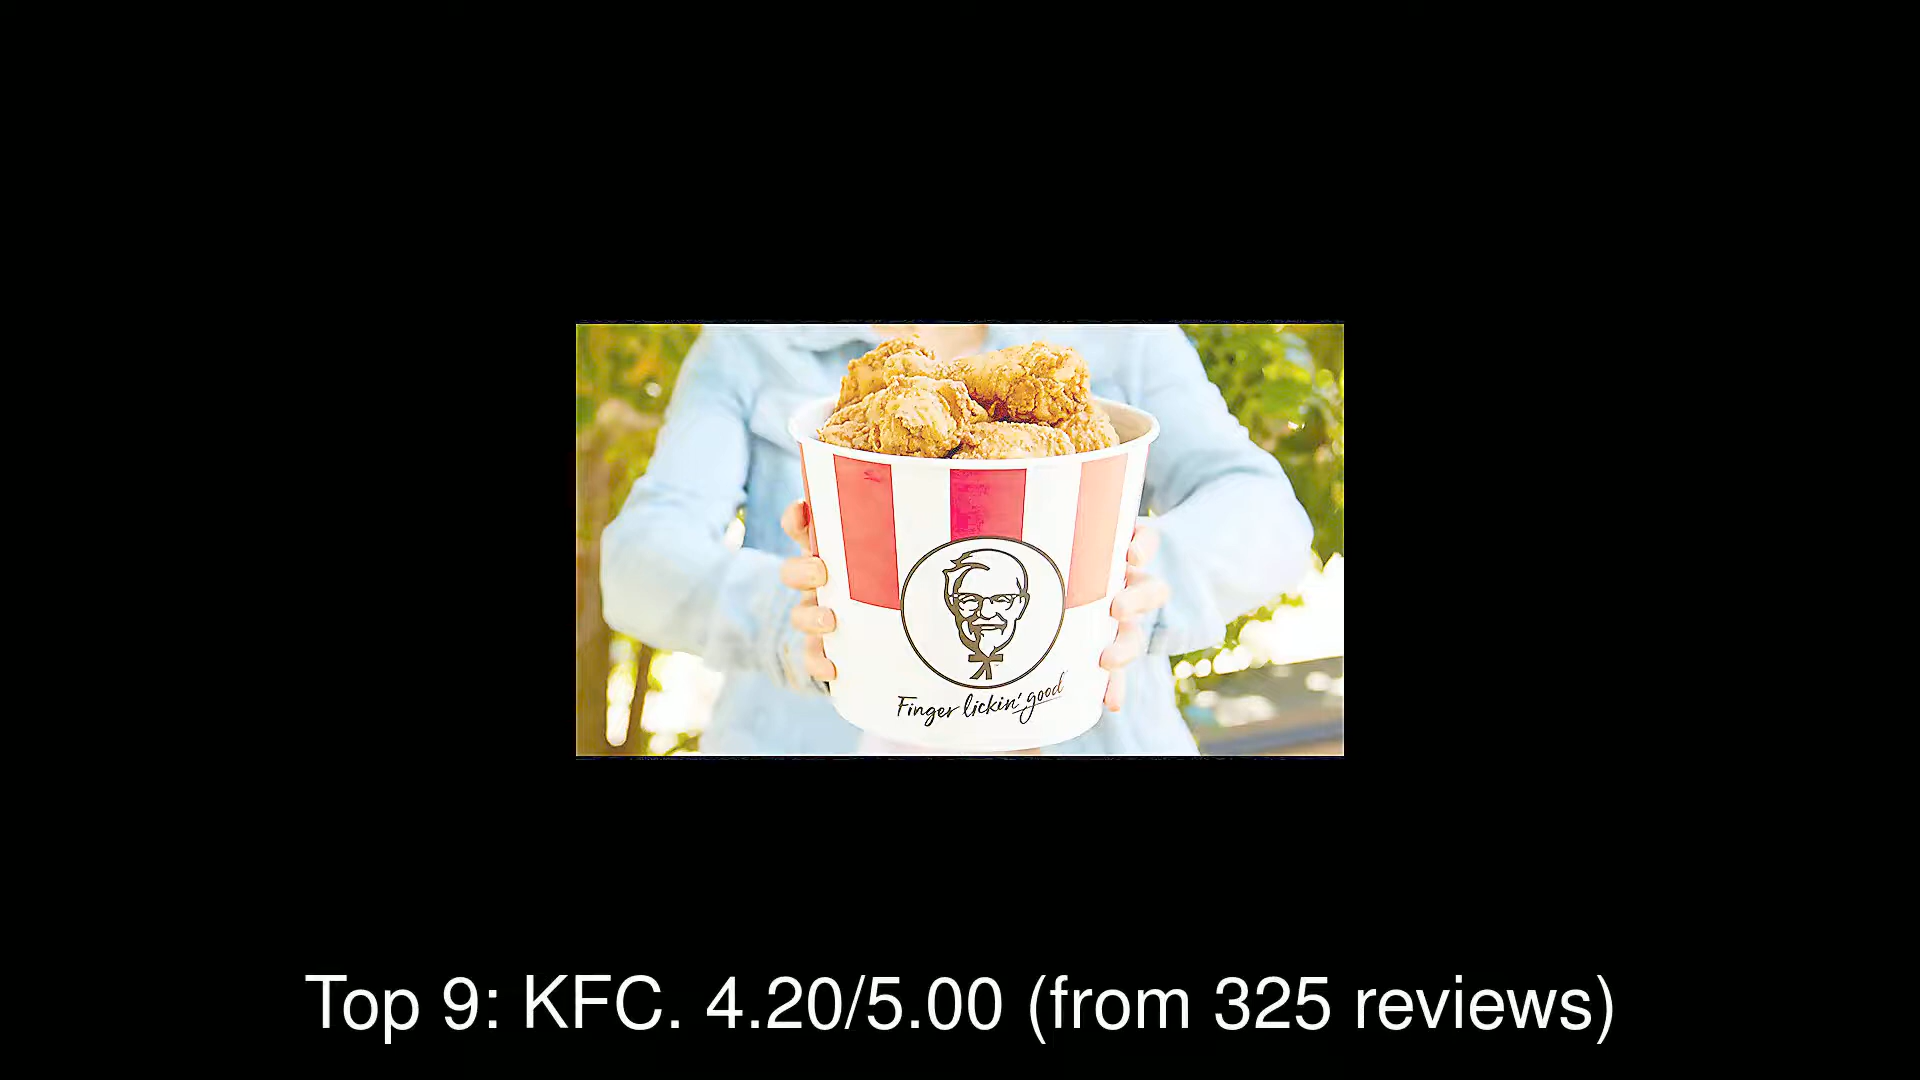 Finger lickin' good
Top 9: KFC. 4.20/5.00 (from 325 reviews)